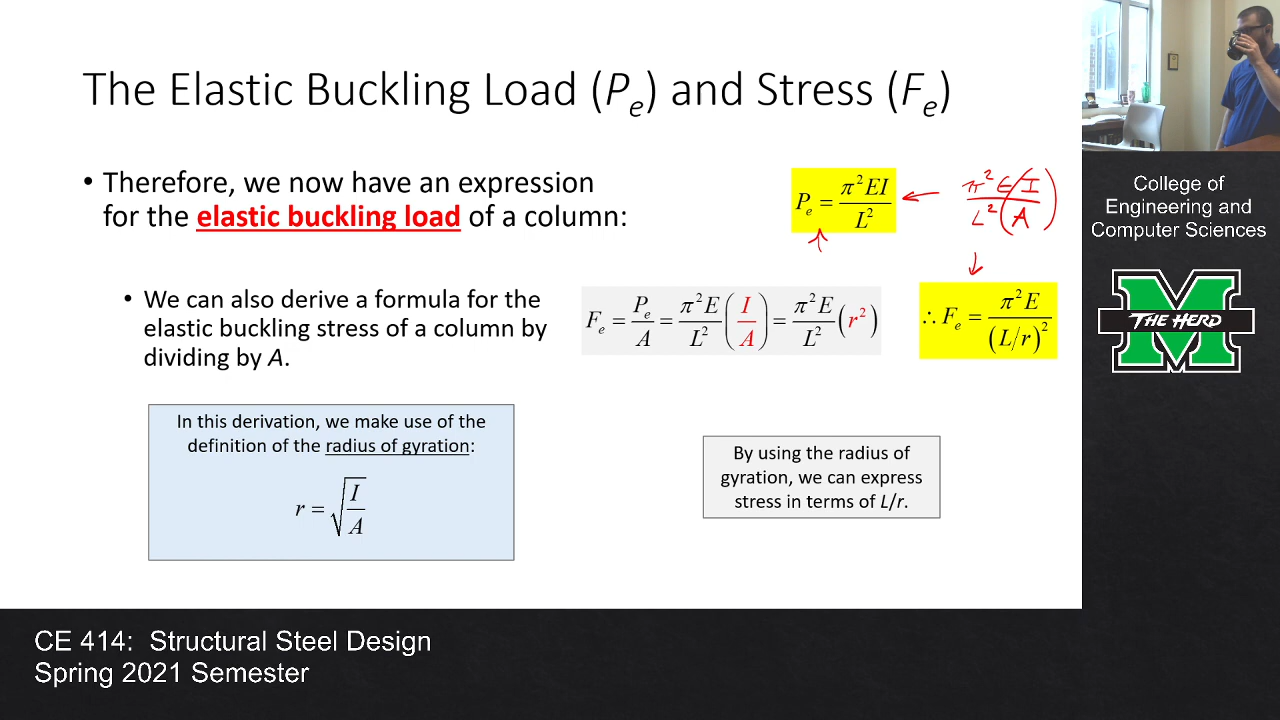 The Elastic Buckling Load (Pₑ) and Stress (Fₑ)
• Therefore, we now have an expression
for the elastic buckling load of a column:
Pₑ = π²EI / L²
π² E I / L² ( A )
• We can also derive a formula for the
elastic buckling stress of a column by
dividing by A.
Fₑ = Pₑ/A = π²E/L² (I/A) = π²E/L² (r²)
∴ Fₑ = π²E / (L/r)²
In this derivation, we make use of the
definition of the radius of gyration:
r = √(I/A)
By using the radius of
gyration, we can express
stress in terms of L/r.
College of
Engineering and
Computer Sciences
THE HERD
CE 414: Structural Steel Design
Spring 2021 Semester